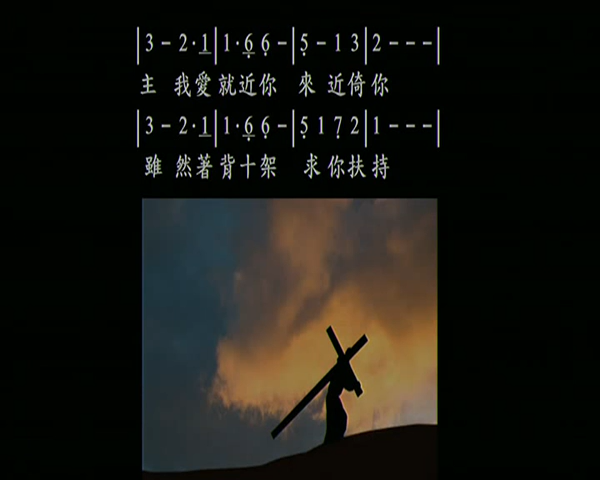 |3 – 2·1̲|1·6̲̣ 6̣ –|5̣ – 1 3|2 – – –|
主 我愛就近你 來 近倚你
|3 – 2·1̲|1·6̲̣ 6̣ –|5̣ 1 7̣ 2|1 – – –|
雖 然著背十架 求你扶持